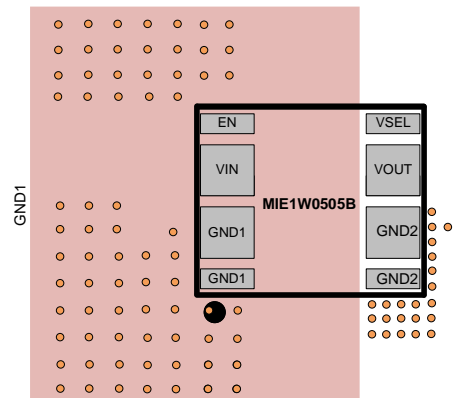 EN VSEL
VIN VOUT
MIE1W0505B
GND1 GND1 GND2
GND1 GND2